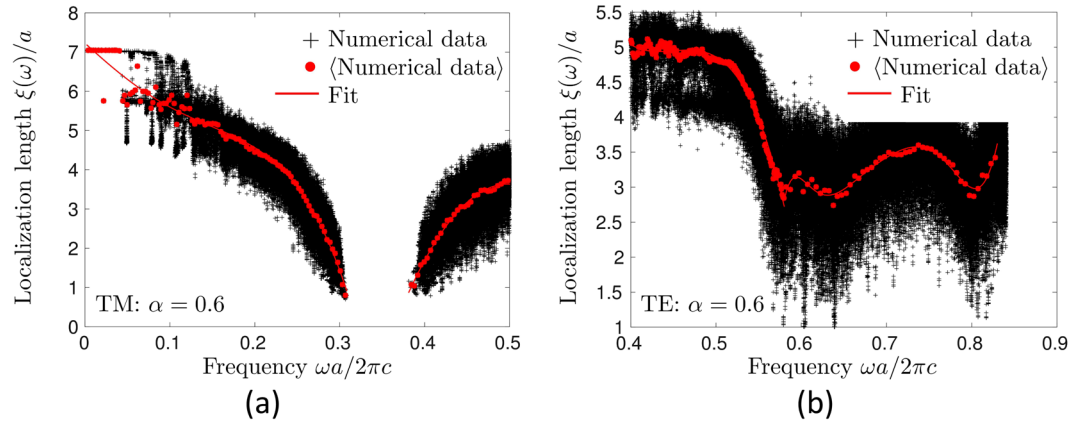 Localization length ξ(ω)/a
8
7
6
5
4
3
2
1
0
+ Numerical data
⟨Numerical data⟩
Fit
TM: α = 0.6
0 0.1 0.2 0.3 0.4 0.5
Frequency ωa/2πc
(a)
Localization length ξ(ω)/a
5.5
5
4.5
4
3.5
3
2.5
2
1.5
1
+ Numerical data
⟨Numerical data⟩
Fit
TE: α = 0.6
0.4 0.5 0.6 0.7 0.8 0.9
Frequency ωa/2πc
(b)